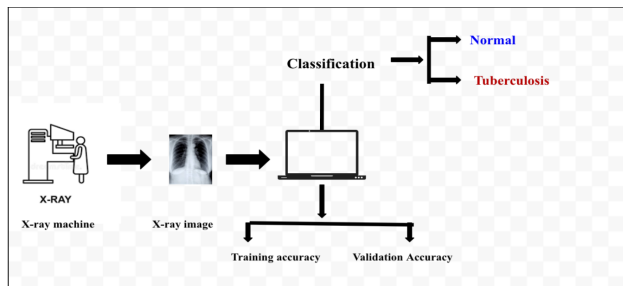 Normal
Classification
Tuberculosis
X-RAY
X-ray machine
X-ray image
Training accuracy
Validation Accuracy